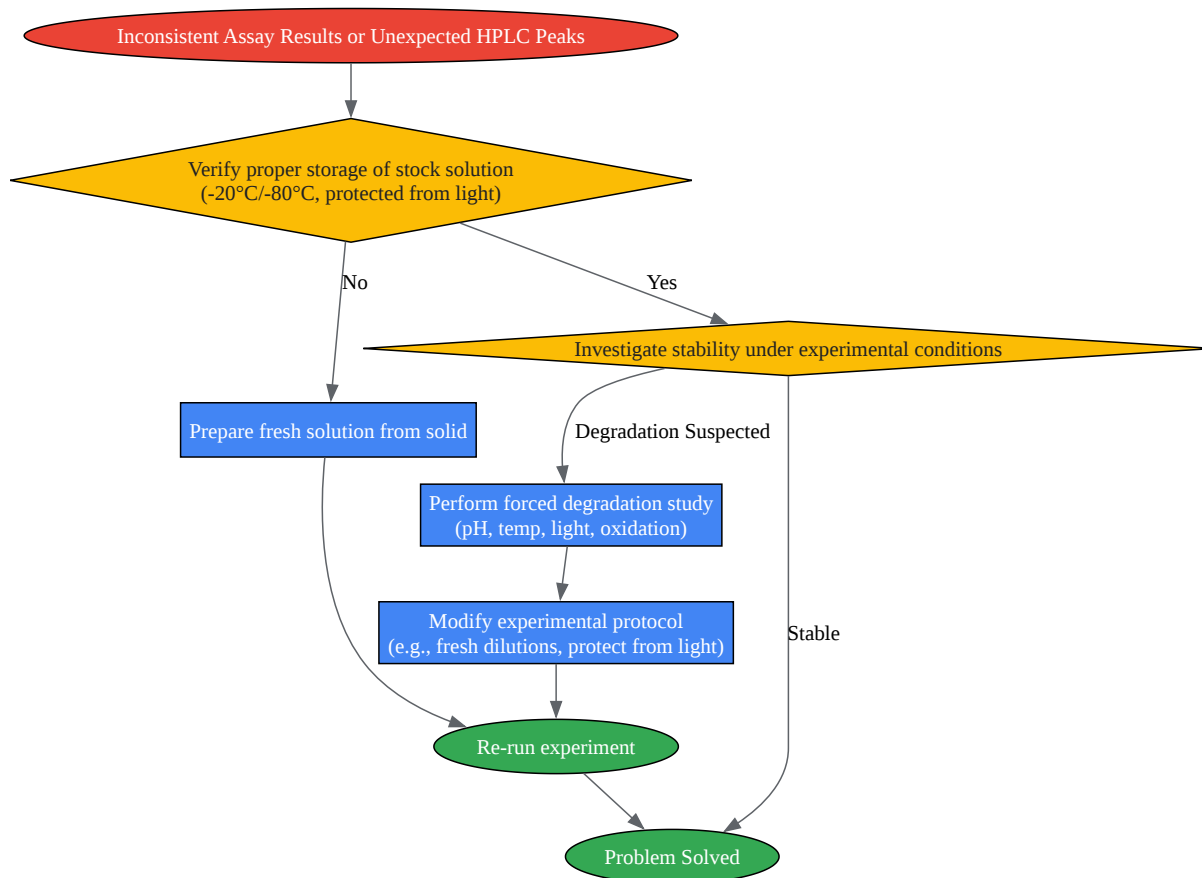 Inconsistent Assay Results or Unexpected HPLC Peaks
Verify proper storage of stock solution
(-20°C/-80°C, protected from light)
No
Yes
Investigate stability under experimental conditions
Prepare fresh solution from solid
Degradation Suspected
Perform forced degradation study
(pH, temp, light, oxidation)
Modify experimental protocol
(e.g., fresh dilutions, protect from light)
Stable
Re-run experiment
Problem Solved